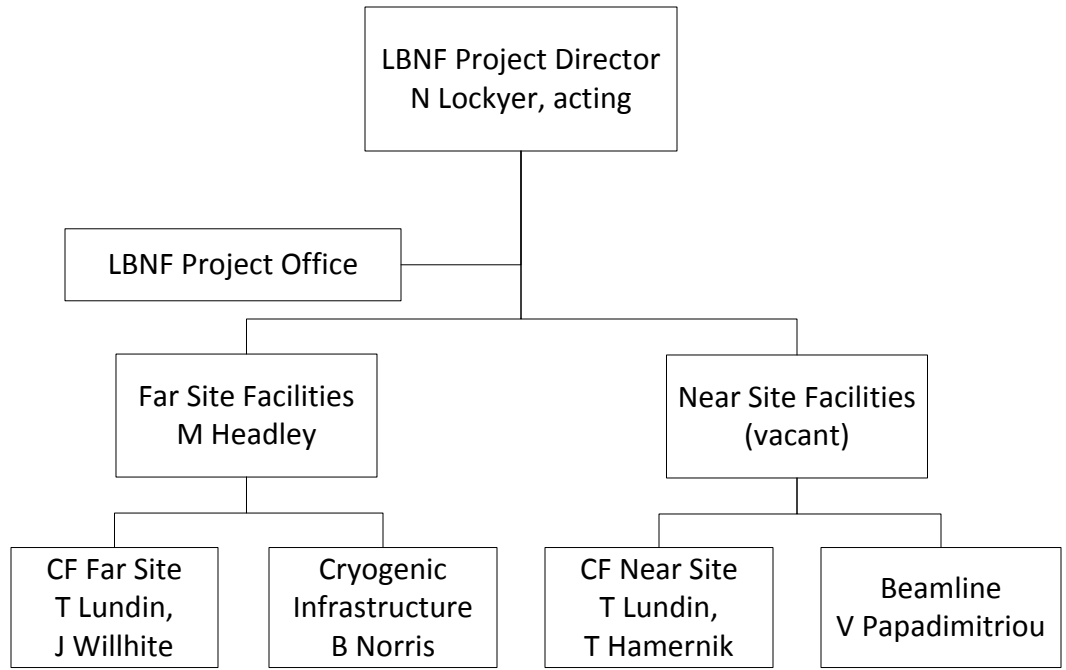 LBNF Project Director
N Lockyer, acting
LBNF Project Office
Far Site Facilities
M Headley
Near Site Facilities
(vacant)
CF Far Site
T Lundin,
J Willhite
Cryogenic
Infrastructure
B Norris
CF Near Site
T Lundin,
T Hamernik
Beamline
V Papadimitriou